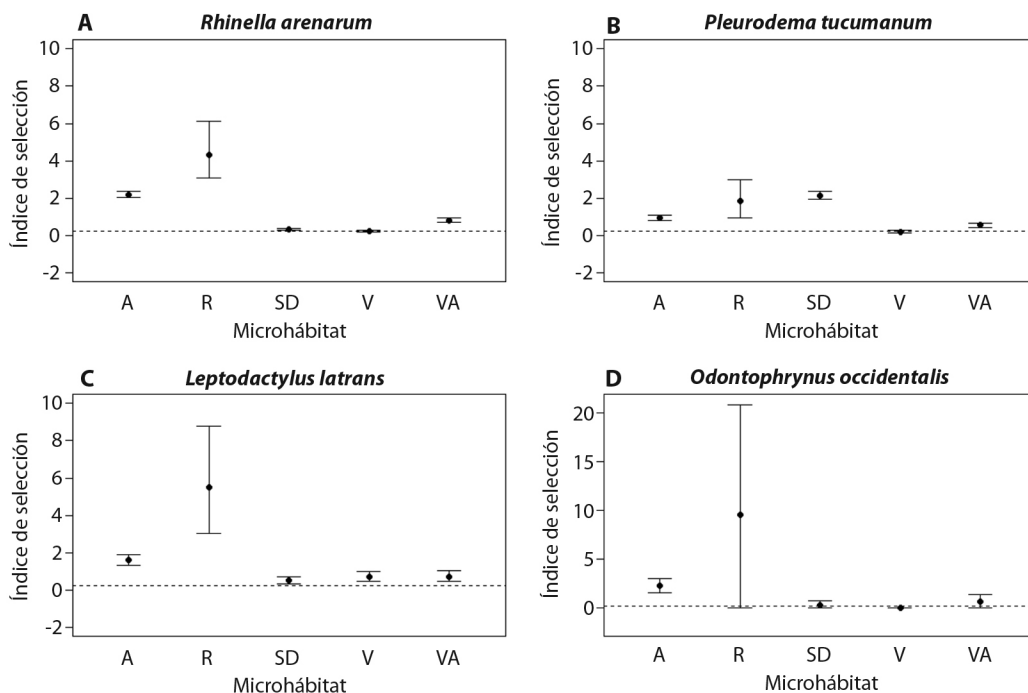 A
Rhinella arenarum
10
8
6
4
2
0
-2
Índice de selección
A R SD V VA
Microhábitat
B
Pleurodema tucumanum
10
8
6
4
2
0
-2
Índice de selección
A R SD V VA
Microhábitat
C
Leptodactylus latrans
10
8
6
4
2
0
-2
Índice de selección
A R SD V VA
Microhábitat
D
Odontophrynus occidentalis
20
15
10
5
0
Índice de selección
A R SD V VA
Microhábitat